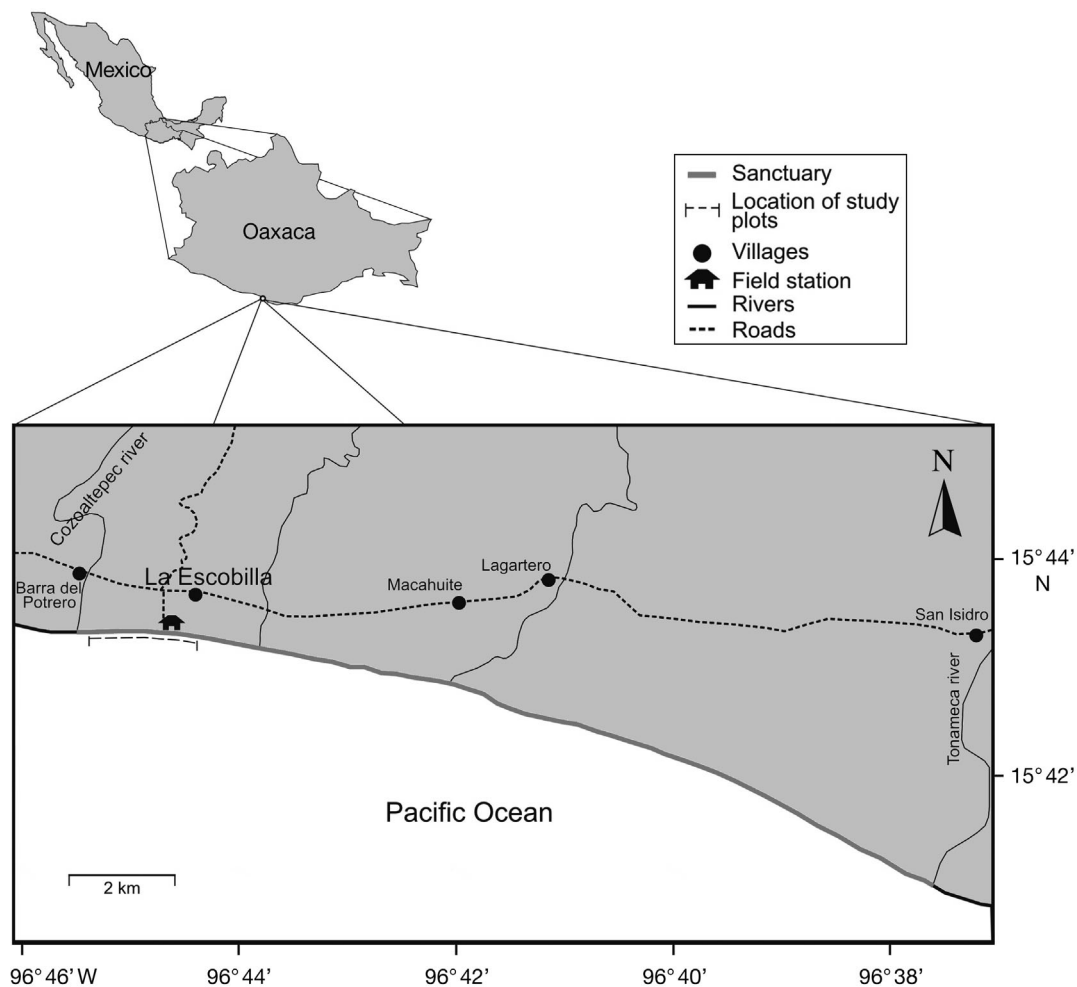 Mexico
Oaxaca
Sanctuary
Location of study
plots
Villages
Field station
Rivers
Roads
Cozoaltepec river
N
Barra del
Potrero
La Escobilla
Macahuite
Lagartero
San Isidro
Tonameca river
15°44'
N
15°42'
Pacific Ocean
2 km
96°46'W
96°44'
96°42'
96°40'
96°38'